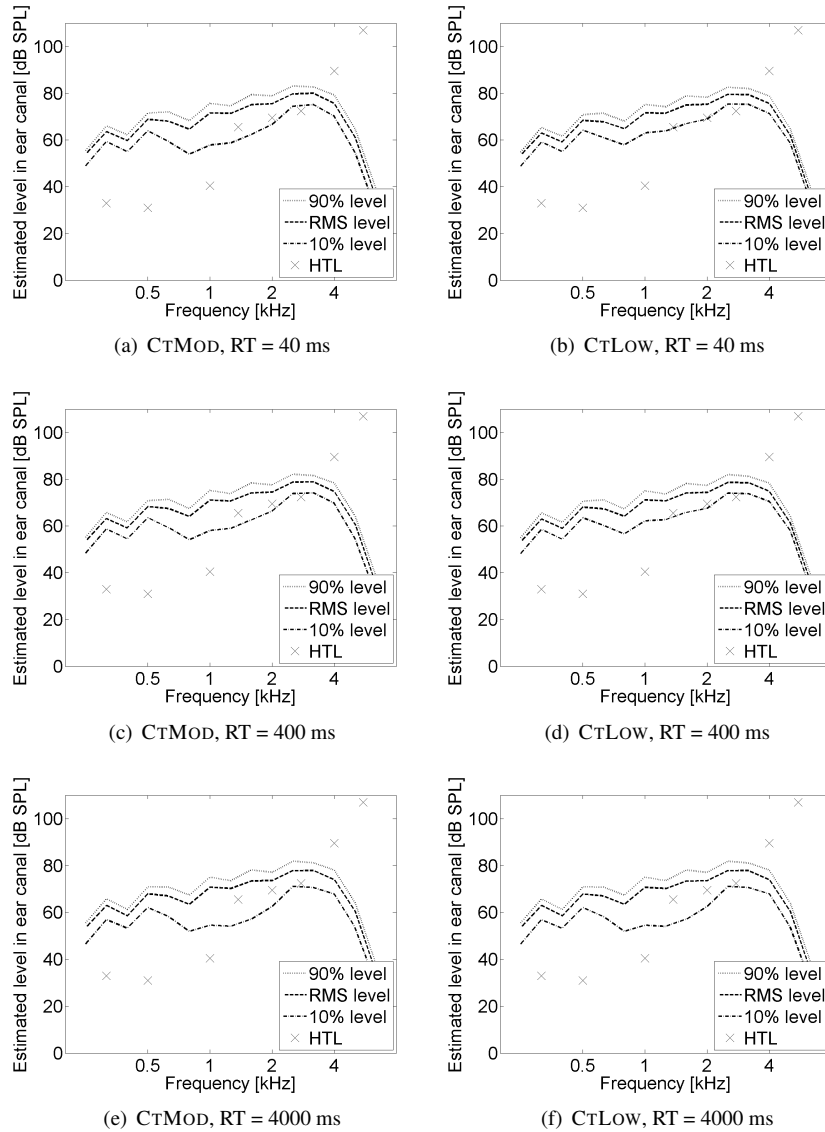 Estimated level in ear canal [dB SPL]
100
80
60
40
20
0
0.5 1 2 4
Frequency [kHz]
90% level
RMS level
10% level
HTL
(a) CTMOD, RT = 40 ms
Estimated level in ear canal [dB SPL]
100
80
60
40
20
0
0.5 1 2 4
Frequency [kHz]
90% level
RMS level
10% level
HTL
(b) CTLOW, RT = 40 ms
Estimated level in ear canal [dB SPL]
100
80
60
40
20
0
0.5 1 2 4
Frequency [kHz]
90% level
RMS level
10% level
HTL
(c) CTMOD, RT = 400 ms
Estimated level in ear canal [dB SPL]
100
80
60
40
20
0
0.5 1 2 4
Frequency [kHz]
90% level
RMS level
10% level
HTL
(d) CTLOW, RT = 400 ms
Estimated level in ear canal [dB SPL]
100
80
60
40
20
0
0.5 1 2 4
Frequency [kHz]
90% level
RMS level
10% level
HTL
(e) CTMOD, RT = 4000 ms
Estimated level in ear canal [dB SPL]
100
80
60
40
20
0
0.5 1 2 4
Frequency [kHz]
90% level
RMS level
10% level
HTL
(f) CTLOW, RT = 4000 ms